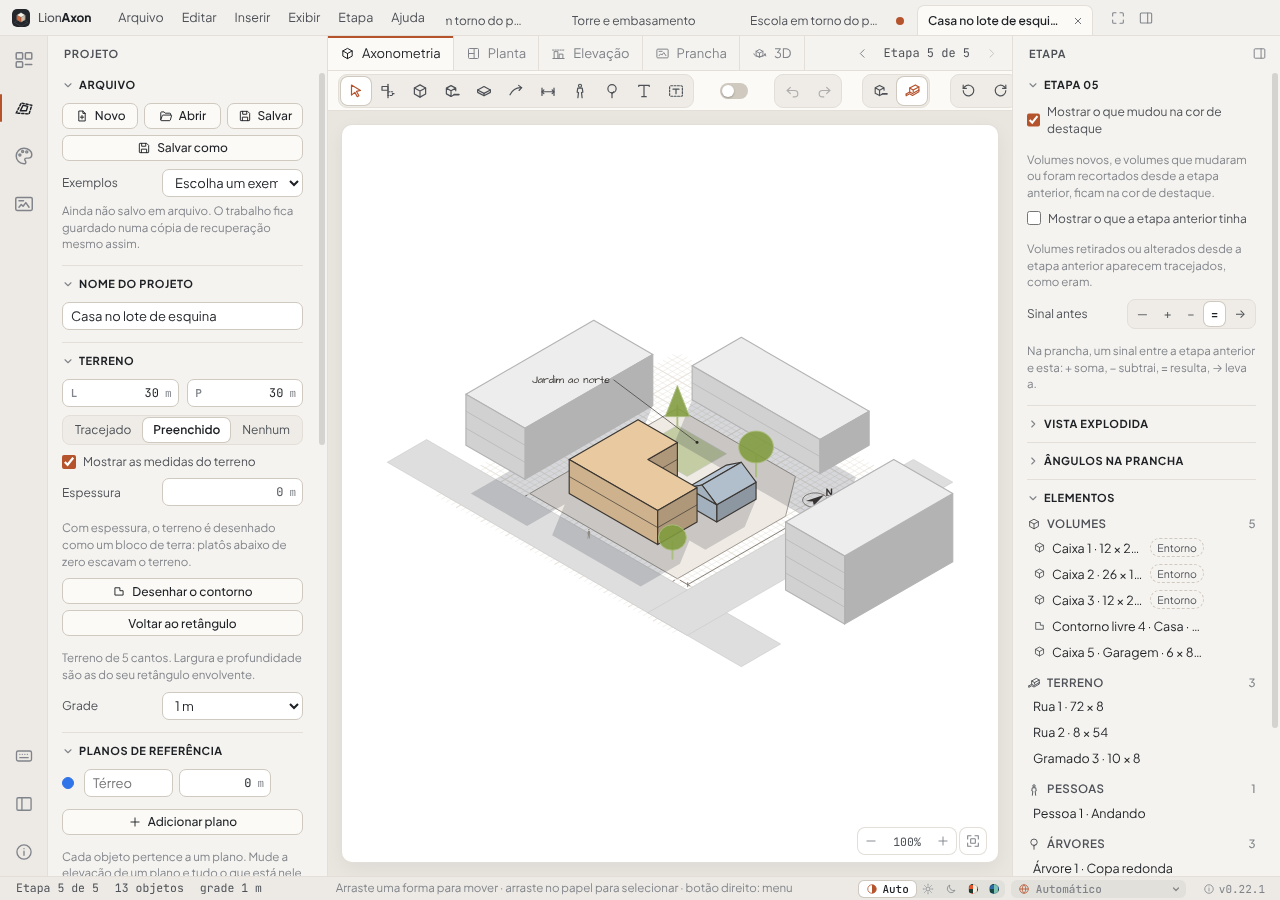 LionAxon
Arquivo Editar Inserir Exibir Etapa Ajuda
n torno do p...
Torre e embasamento
Escola em torno do p...
Casa no lote de esqui...
PROJETO
ARQUIVO
Novo Abrir Salvar
Salvar como
Exemplos Escolha um exem
Ainda não salvo em arquivo. O trabalho fica
guardado numa cópia de recuperação
mesmo assim.
NOME DO PROJETO
Casa no lote de esquina
TERRENO
L 30 m P 30 m
Tracejado Preenchido Nenhum
Mostrar as medidas do terreno
Espessura 0 m
Com espessura, o terreno é desenhado
como um bloco de terra: platôs abaixo de
zero escavam o terreno.
Desenhar o contorno
Voltar ao retângulo
Terreno de 5 cantos. Largura e profundidade
são as do seu retângulo envolvente.
Grade 1 m
PLANOS DE REFERÊNCIA
Térreo 0 m
Adicionar plano
Cada objeto pertence a um plano. Mude a
elevação de um plano e tudo o que está nele
Axonometria Planta Elevação Prancha 3D
Etapa 5 de 5
Jardim ao norte
N
100%
ETAPA
ETAPA 05
Mostrar o que mudou na cor de
destaque
Volumes novos, e volumes que mudaram
ou foram recortados desde a etapa
anterior, ficam na cor de destaque.
Mostrar o que a etapa anterior tinha
Volumes retirados ou alterados desde a
etapa anterior aparecem tracejados,
como eram.
Sinal antes — + − = →
Na prancha, um sinal entre a etapa anterior
e esta: + soma, − subtrai, = resulta, → leva
a.
VISTA EXPLODIDA
ÂNGULOS NA PRANCHA
ELEMENTOS
VOLUMES 5
Caixa 1 · 12 × 2... Entorno
Caixa 2 · 26 × 1... Entorno
Caixa 3 · 12 × 2... Entorno
Contorno livre 4 · Casa · ...
Caixa 5 · Garagem · 6 × 8...
TERRENO 3
Rua 1 · 72 × 8
Rua 2 · 8 × 54
Gramado 3 · 10 × 8
PESSOAS 1
Pessoa 1 · Andando
ÁRVORES 3
Árvore 1 · Copa redonda
Etapa 5 de 5 13 objetos grade 1 m
Arraste uma forma para mover · arraste no papel para selecionar · botão direito: menu
Auto
Automático
v0.22.1